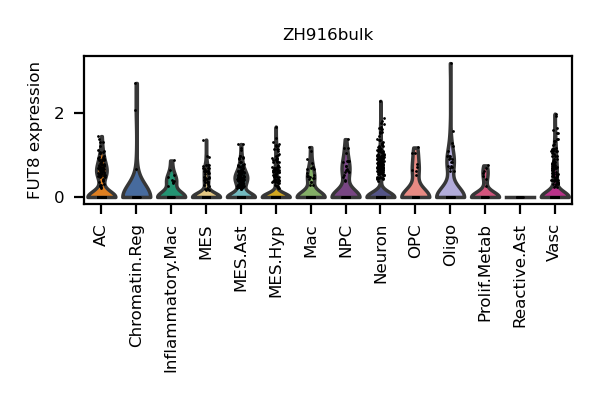 ZH916bulk
FUT8 expression
2
0
AC
Chromatin.Reg
Inflammatory.Mac
MES
MES.Ast
MES.Hyp
Mac
NPC
Neuron
OPC
Oligo
Prolif.Metab
Reactive.Ast
Vasc